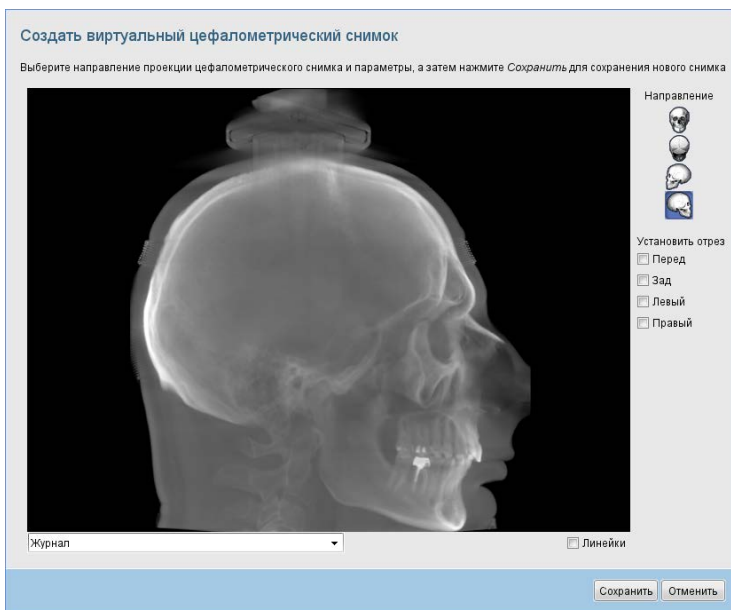 Создать виртуальный цефалометрический снимок
Выберите направление проекции цефалометрического снимка и параметры, а затем нажмите Сохранить для сохранения нового снимка
Направление
Установить отрез
Перед
Зад
Левый
Правый
Журнал
Линейки
Сохранить Отменить